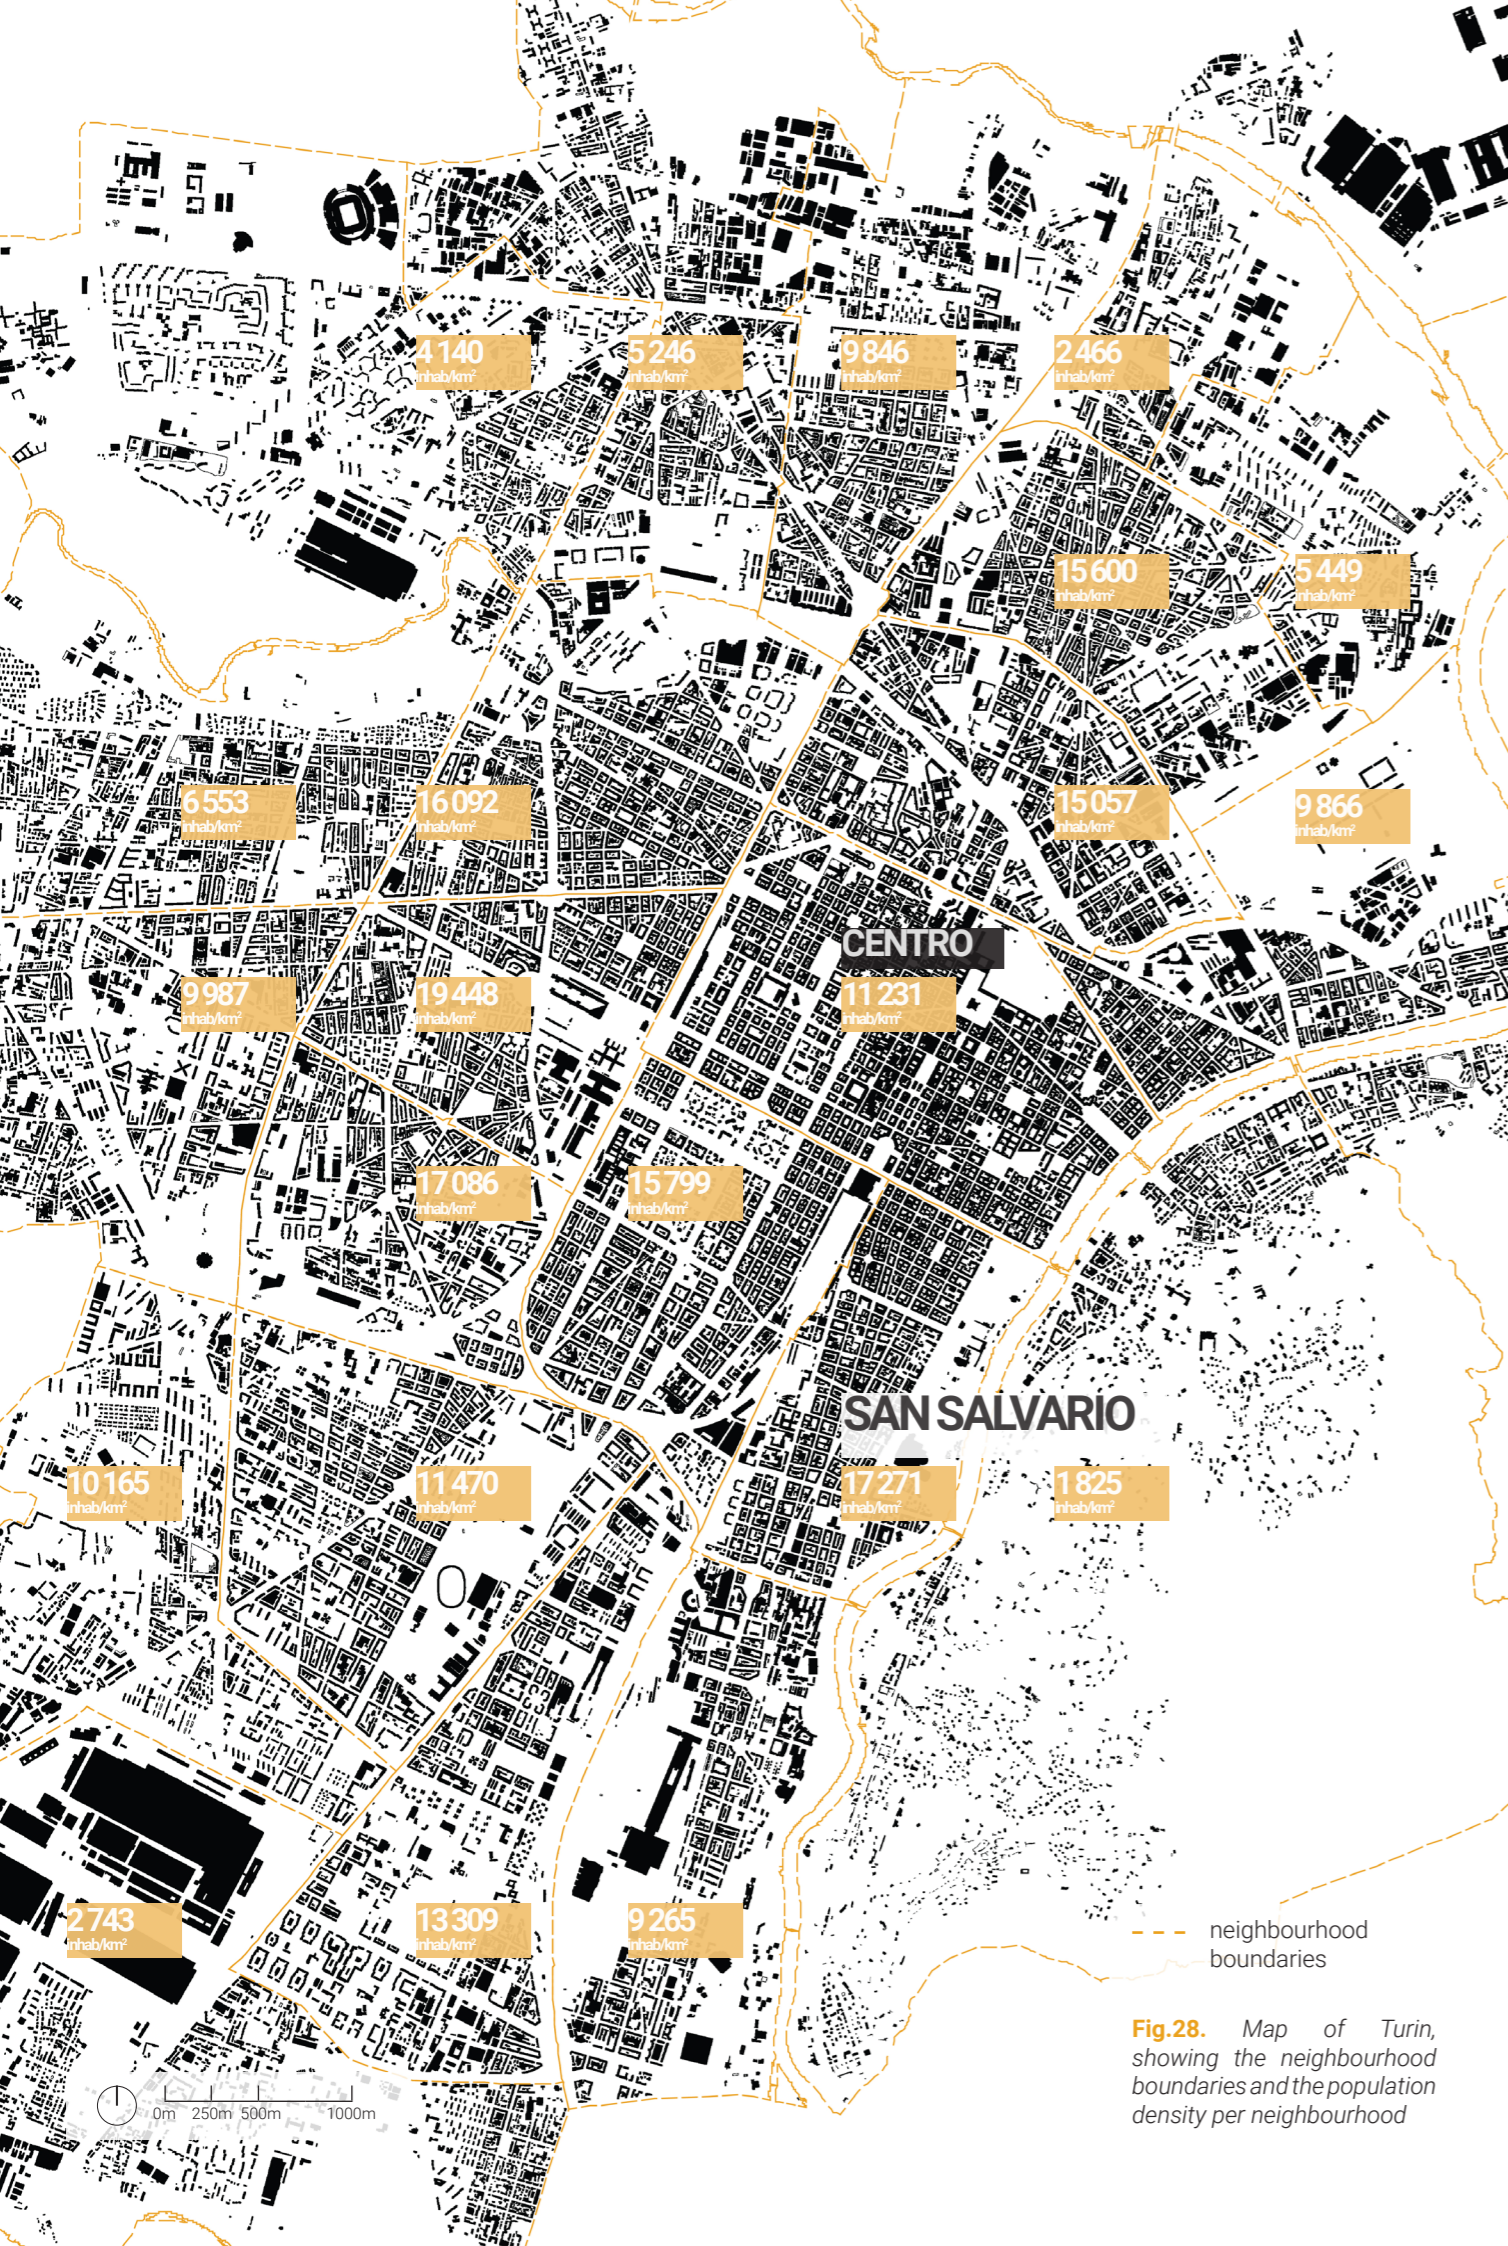 4 140
inhab/km²
5 246
inhab/km²
9 846
inhab/km²
2 466
inhab/km²
15 600
inhab/km²
5 449
inhab/km²
6 553
inhab/km²
16 092
inhab/km²
15 057
inhab/km²
9 866
inhab/km²
CENTRO
9 987
inhab/km²
19 448
inhab/km²
11 231
inhab/km²
17 086
inhab/km²
15 799
inhab/km²
SAN SALVARIO
10 165
inhab/km²
11 470
inhab/km²
17 271
inhab/km²
1 825
inhab/km²
2 743
inhab/km²
13 309
inhab/km²
9 265
inhab/km²
neighbourhood
boundaries
Fig.28. Map of Turin,
showing the neighbourhood
boundaries and the population
density per neighbourhood
0m 250m 500m 1000m